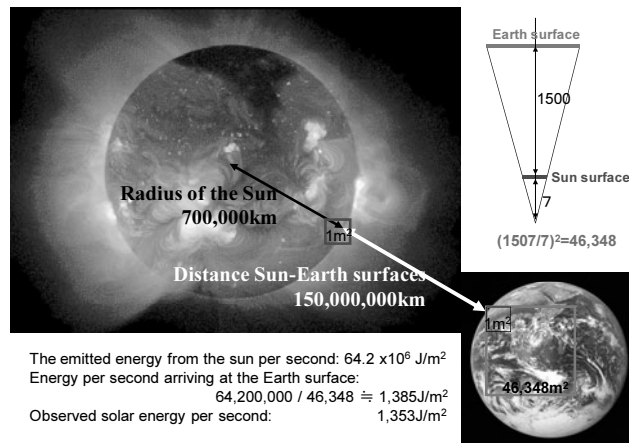 Earth surface
1500
Sun surface
7
(1507/7)²=46,348
Radius of the Sun
700,000km
1m²
Distance Sun-Earth surfaces
150,000,000km
1m²
46,348m²
The emitted energy from the sun per second: 64.2 x10⁶ J/m²
Energy per second arriving at the Earth surface:
64,200,000 / 46,348 ≒ 1,385J/m²
Observed solar energy per second: 1,353J/m²